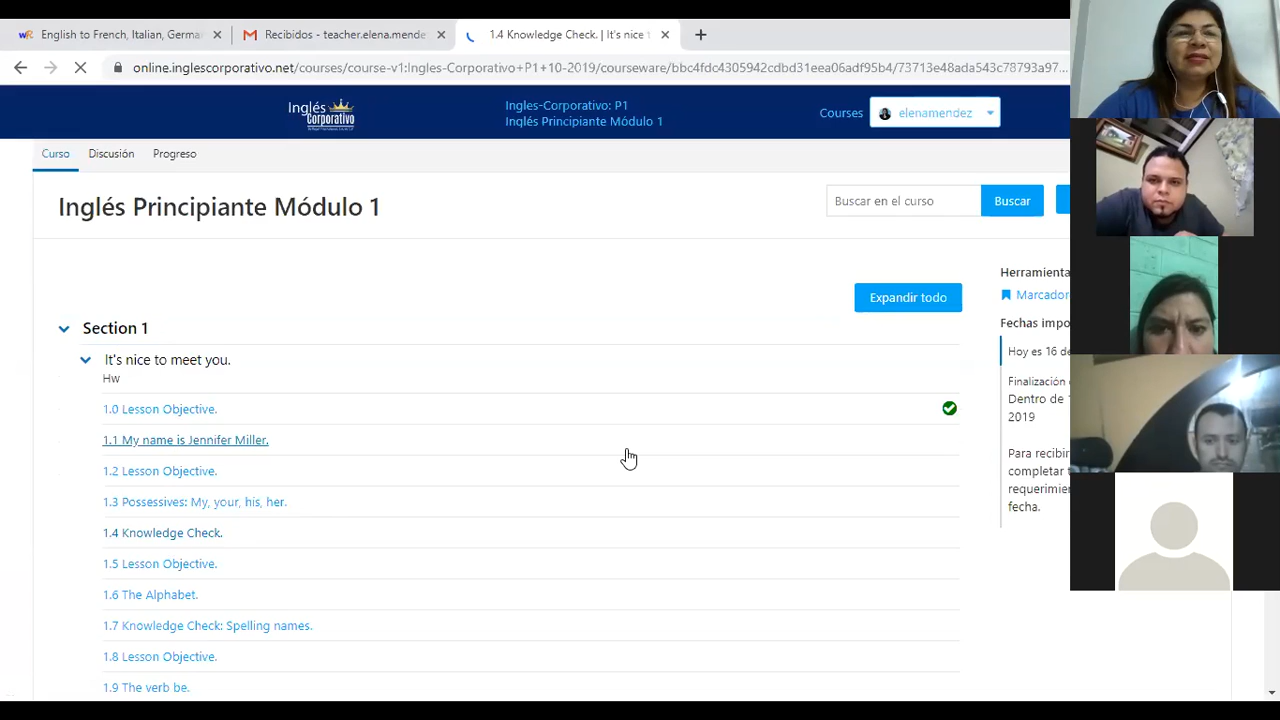 English to French, Italian, Germa
Recibidos - teacher.elena.mende
1.4 Knowledge Check. | It's nice t
online.inglescorporativo.net/courses/course-v1:Ingles-Corporativo+P1+10-2019/courseware/bbc4fdc4305942cdbd31eea06adf95b4/73713e48ada543c78793a97...
Inglés
Corporativo
Ingles-Corporativo: P1
Inglés Principiante Módulo 1
Courses
elenamendez
Curso
Discusión
Progreso
Inglés Principiante Módulo 1
Buscar en el curso
Buscar
Expandir todo
Section 1
It's nice to meet you.
Hw
1.0 Lesson Objective.
1.1 My name is Jennifer Miller.
1.2 Lesson Objective.
1.3 Possessives: My, your, his, her.
1.4 Knowledge Check.
1.5 Lesson Objective.
1.6 The Alphabet.
1.7 Knowledge Check: Spelling names.
1.8 Lesson Objective.
1.9 The verb be.
Herramienta
Marcador
Fechas impo
Hoy es 16 de
Finalización
Dentro de
2019
Para recibir
completar
requerimien
fecha.